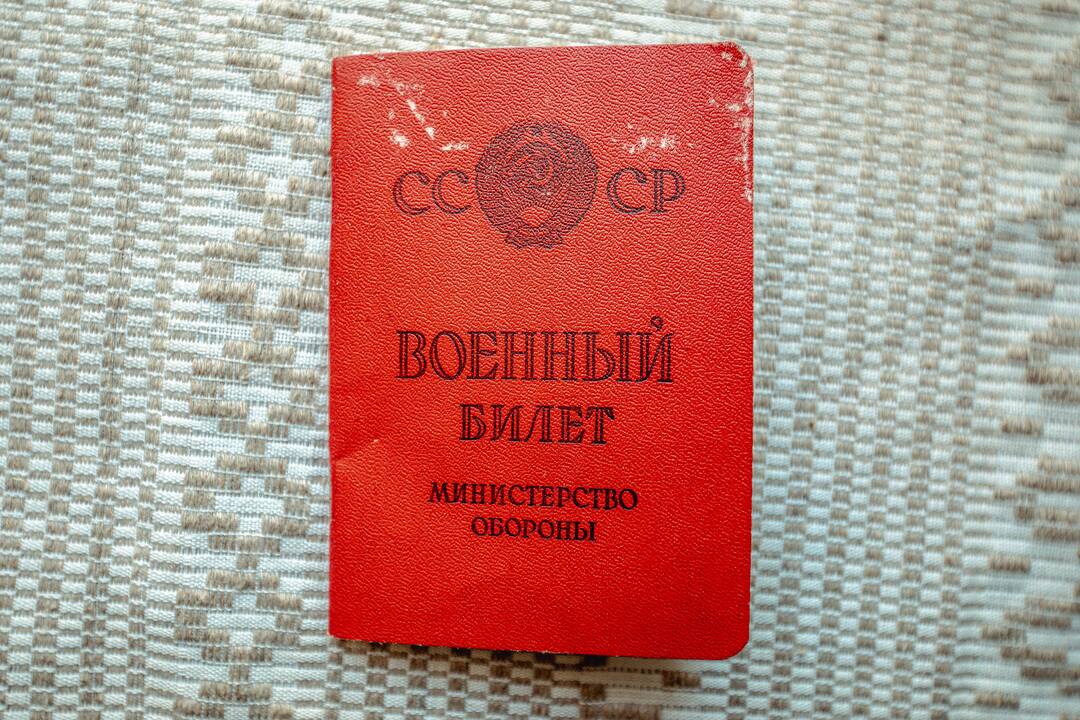 СССР
ВОЕННЫЙ
БИЛЕТ
МИНИСТЕРСТВО
ОБОРОНЫ